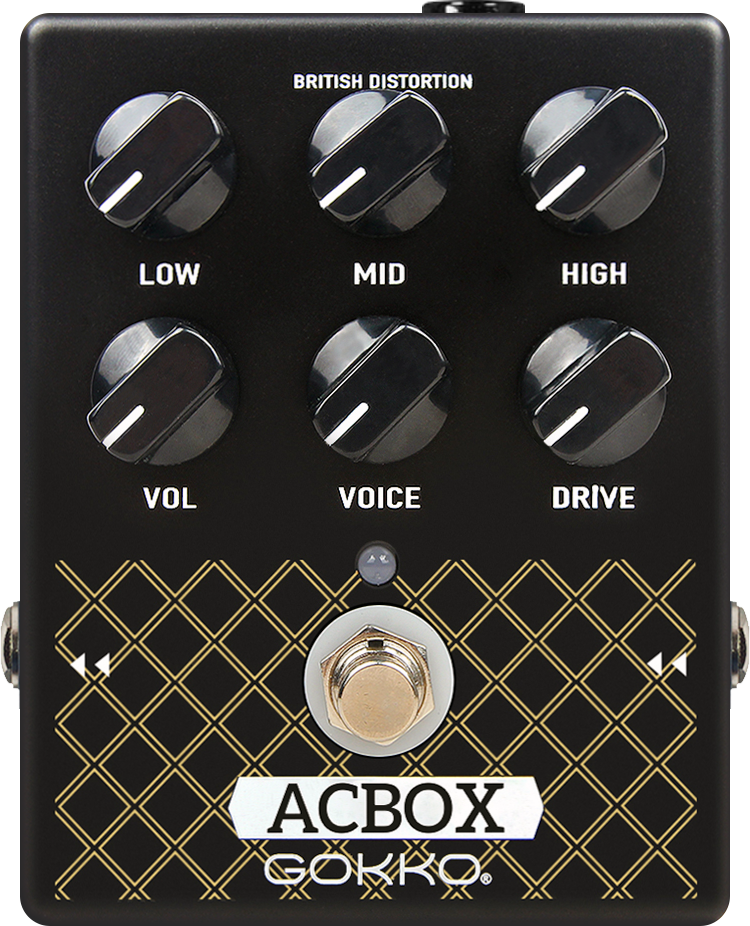 BRITISH DISTORTION
LOW MID HIGH
VOL VOICE DRIVE
ACBOX
GOKKO®